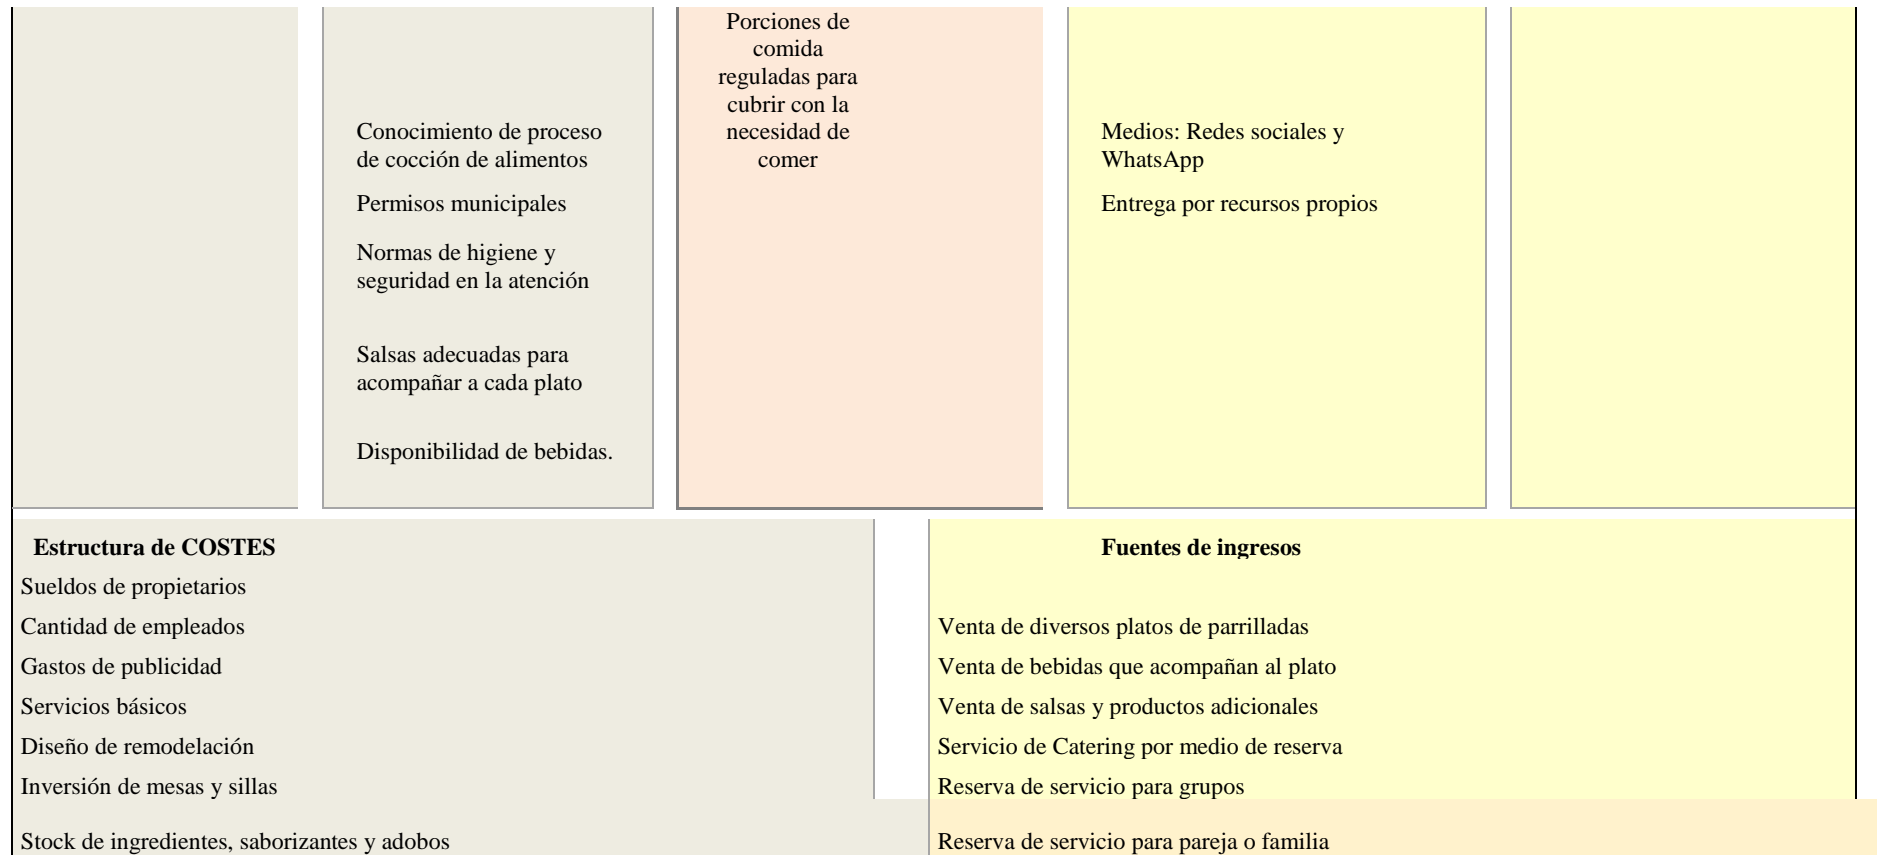 Conocimiento de proceso
de cocción de alimentos
Permisos municipales
Normas de higiene y
seguridad en la atención
Salsas adecuadas para
acompañar a cada plato
Disponibilidad de bebidas.
Porciones de
comida
reguladas para
cubrir con la
necesidad de
comer
Medios: Redes sociales y
WhatsApp
Entrega por recursos propios
Estructura de COSTES
Sueldos de propietarios
Cantidad de empleados
Gastos de publicidad
Servicios básicos
Diseño de remodelación
Inversión de mesas y sillas
Stock de ingredientes, saborizantes y adobos
Fuentes de ingresos
Venta de diversos platos de parrilladas
Venta de bebidas que acompañan al plato
Venta de salsas y productos adicionales
Servicio de Catering por medio de reserva
Reserva de servicio para grupos
Reserva de servicio para pareja o familia